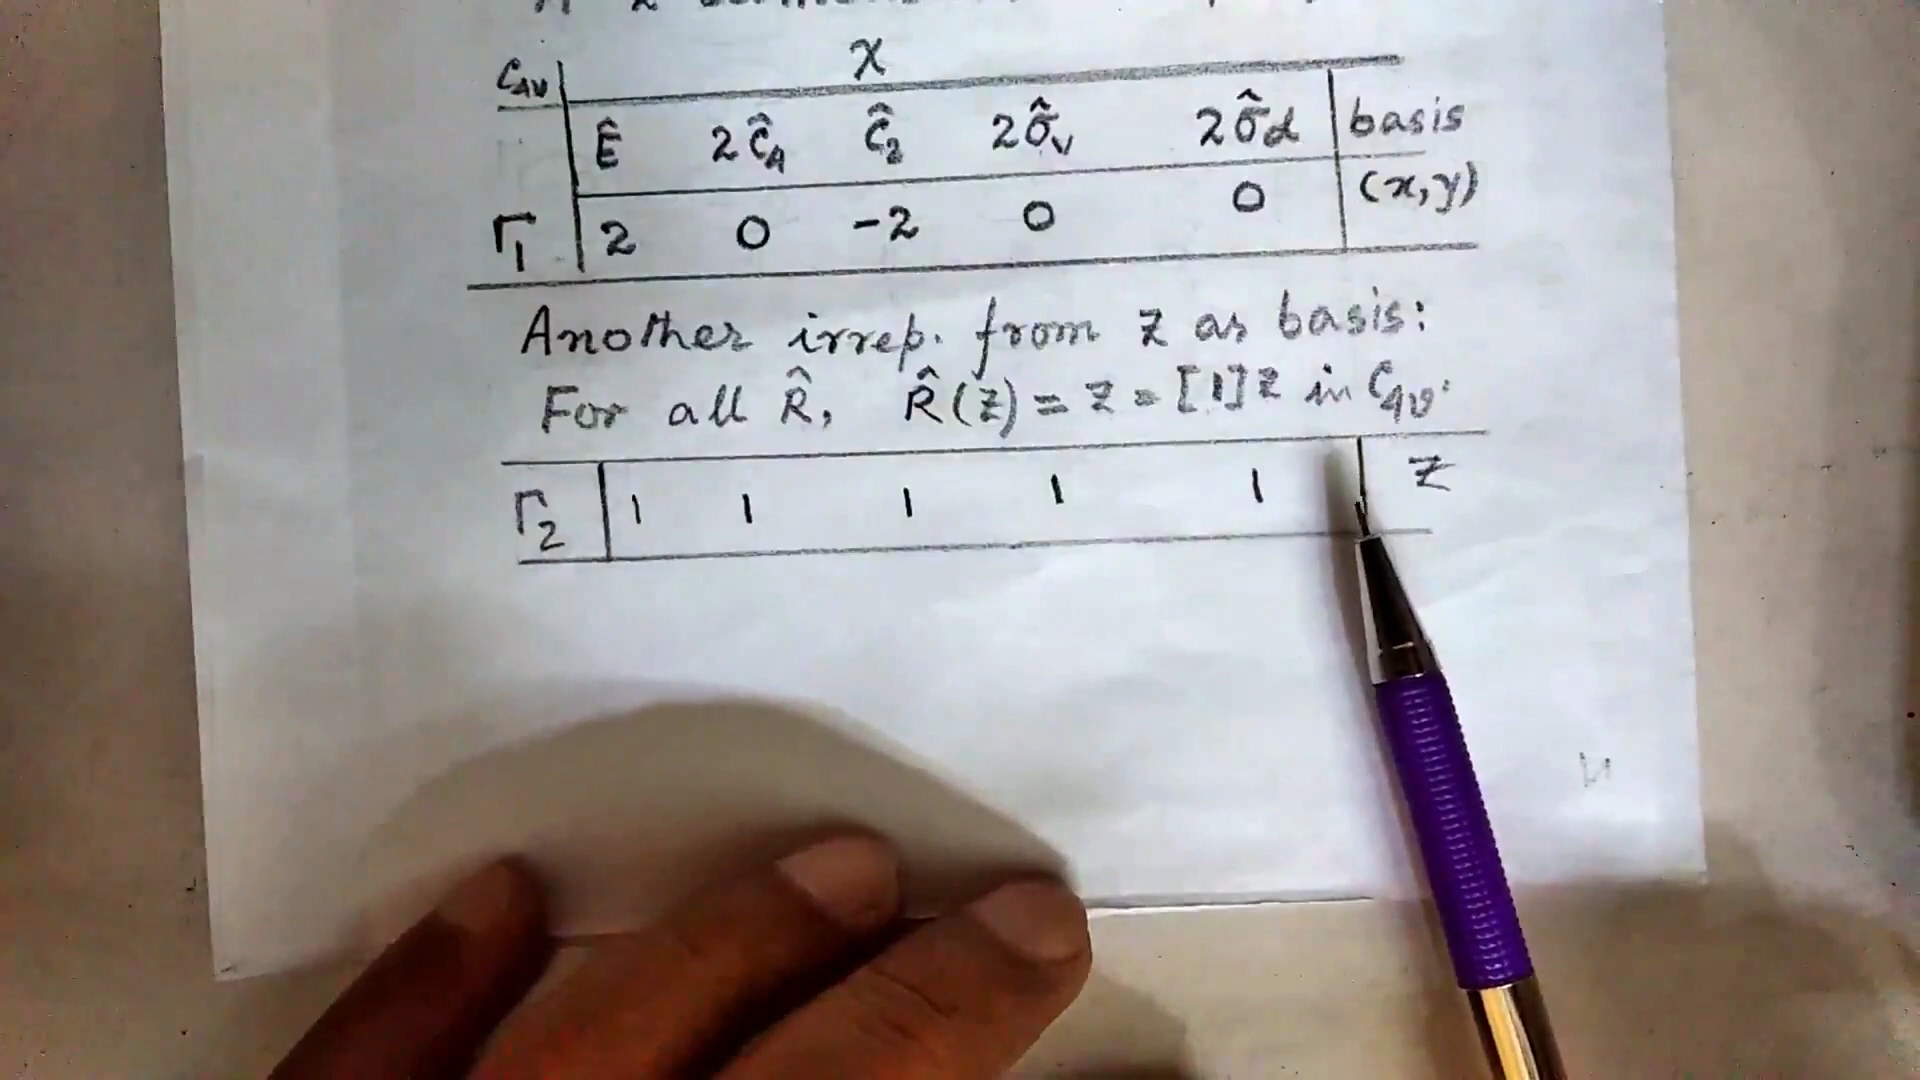 C4v χ
Ê 2Ĉ4 Ĉ2 2σ̂v 2σ̂d basis
Γ1 2 0 -2 0 0 (x,y)
Another irrep. from z as basis:
For all R̂, R̂(z) = z = [1]z in C4v.
Γ2 1 1 1 1 1 z